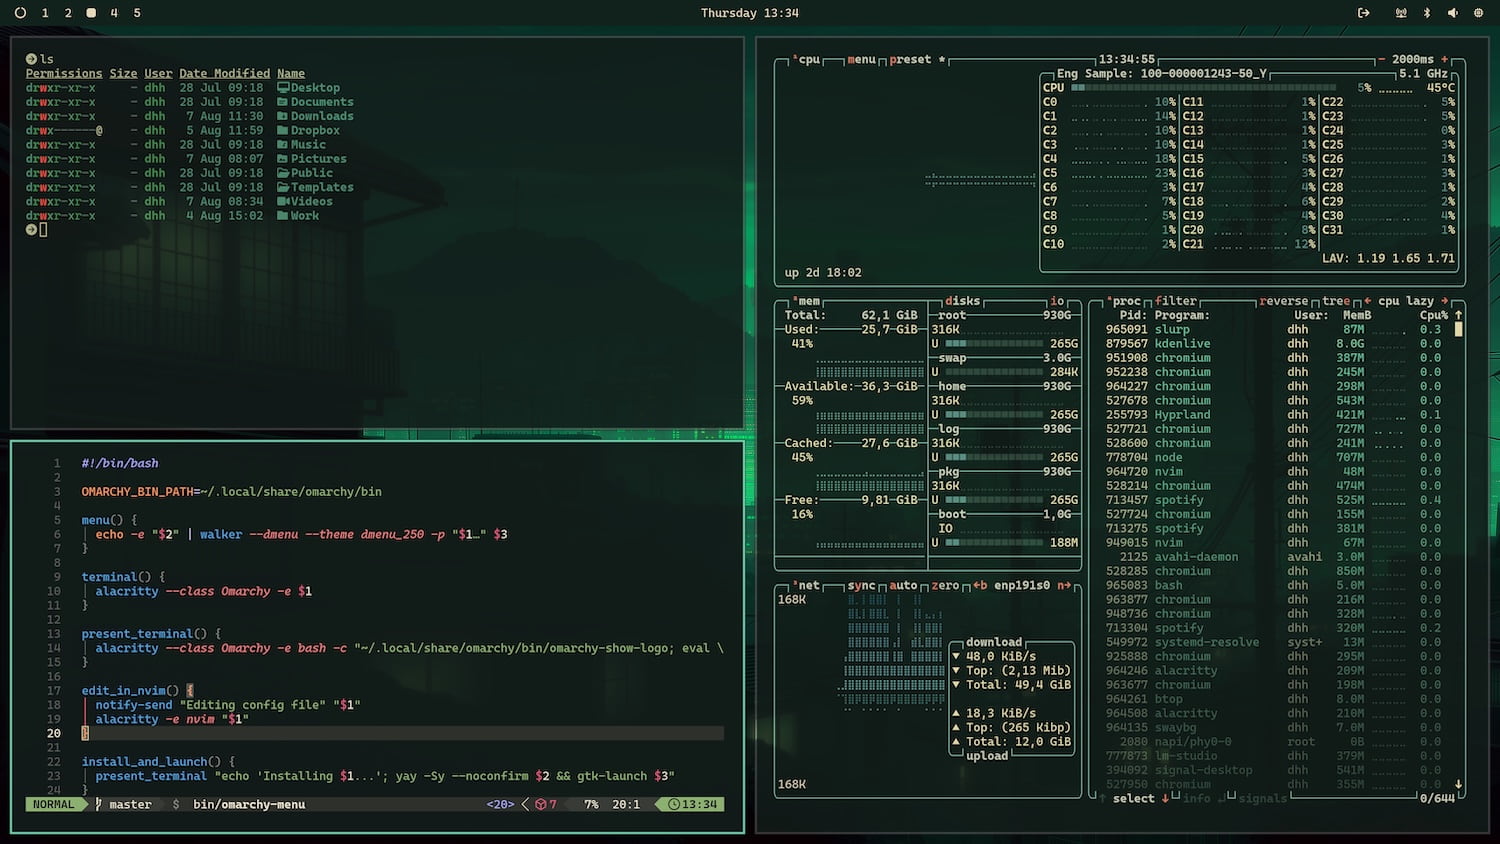 1 2 4 5
Thursday 13:34
ls
Permissions Size User Date Modified Name
drwxr-xr-x - dhh 28 Jul 09:18 Desktop
drwxr-xr-x - dhh 28 Jul 09:18 Documents
drwxr-xr-x - dhh 7 Aug 11:30 Downloads
drwx------@ - dhh 5 Aug 11:59 Dropbox
drwxr-xr-x - dhh 28 Jul 09:18 Music
drwxr-xr-x - dhh 7 Aug 08:07 Pictures
drwxr-xr-x - dhh 28 Jul 09:18 Public
drwxr-xr-x - dhh 28 Jul 09:18 Templates
drwxr-xr-x - dhh 7 Aug 08:34 Videos
drwxr-xr-x - dhh 4 Aug 15:02 Work
1 #!/bin/bash
2
3 OMARCHY_BIN_PATH=~/.local/share/omarchy/bin
4
5 menu() {
6 echo -e "$2" | walker --dmenu --theme dmenu_250 -p "$1…" $3
7 }
8
9 terminal() {
10 alacritty --class Omarchy -e $1
11 }
12
13 present_terminal() {
14 alacritty --class Omarchy -e bash -c "~/.local/share/omarchy/bin/omarchy-show-logo; eval \
15 }
16
17 edit_in_nvim() {
18 notify-send "Editing config file" "$1"
19 alacritty -e nvim "$1"
20 }
21
22 install_and_launch() {
23 present_terminal "echo 'Installing $1...'; yay -Sy --noconfirm $2 && gtk-launch $3"
24 }
NORMAL master $ bin/omarchy-menu <20> 7 7% 20:1 13:34
¹cpu menu preset * 13:34:55 - 2000ms +
Eng Sample: 100-000001243-50_Y 5.1 GHz
CPU 5% 45°C
C0 10% C11 1% C22 5%
C1 14% C12 1% C23 5%
C2 10% C13 1% C24 0%
C3 10% C14 1% C25 1%
C4 18% C15 5% C26 1%
C5 23% C16 3% C27 3%
C6 3% C17 4% C28 1%
C7 7% C18 6% C29 2%
C8 5% C19 4% C30 4%
C9 1% C20 8% C31 1%
C10 2% C21 12%
LAV: 1.19 1.65 1.71
up 2d 18:02
²mem disks io
Total: 62,1 GiB
Used: 25,7 GiB
41%
Available: 36,3 GiB
59%
Cached: 27,6 GiB
45%
Free: 9,81 GiB
16%
root 930G
316K
U 265G
swap 3.0G
U 284K
home 930G
316K
U 265G
log 930G
316K
U 265G
pkg 930G
316K
U 265G
boot 1,0G
IO
U 188M
³net sync auto zero ←b enp191s0 n→
168K
download
▼ 48,0 KiB/s
▼ Top: (2,13 Mib)
▼ Total: 49,4 GiB
▲ 18,3 KiB/s
▲ Top: (265 Kibp)
▲ Total: 12,0 GiB
upload
168K
⁴proc filter reverse tree ← cpu lazy →
Pid: Program: User: MemB Cpu% ↑
965091 slurp dhh 87M 0.3
879567 kdenlive dhh 8.0G 0.0
951908 chromium dhh 387M 0.0
952238 chromium dhh 245M 0.0
964227 chromium dhh 298M 0.0
527678 chromium dhh 543M 0.0
255793 Hyprland dhh 421M 0.1
527721 chromium dhh 727M 0.0
528600 chromium dhh 241M 0.0
778704 node dhh 707M 0.0
964720 nvim dhh 48M 0.0
528214 chromium dhh 474M 0.0
713457 spotify dhh 525M 0.4
527724 chromium dhh 155M 0.0
713275 spotify dhh 381M 0.0
949015 nvim dhh 67M 0.0
2125 avahi-daemon avahi 3.0M 0.0
528285 chromium dhh 850M 0.0
965083 bash dhh 5.0M 0.0
963877 chromium dhh 216M 0.0
948736 chromium dhh 328M 0.0
713304 spotify dhh 320M 0.2
549972 systemd-resolve syst+ 13M 0.0
925888 chromium dhh 295M 0.0
964246 alacritty dhh 209M 0.0
963677 chromium dhh 198M 0.0
964261 btop dhh 8.0M 0.0
964508 alacritty dhh 210M 0.0
964135 swaybg dhh 7.0M 0.0
2080 napi/phy0-0 root 0B 0.0
777873 lm-studio dhh 379M 0.0
394092 signal-desktop dhh 541M 0.0
527950 chromium dhh 355M 0.0 ↓
↑ select ↓ info ↵ signals 0/644